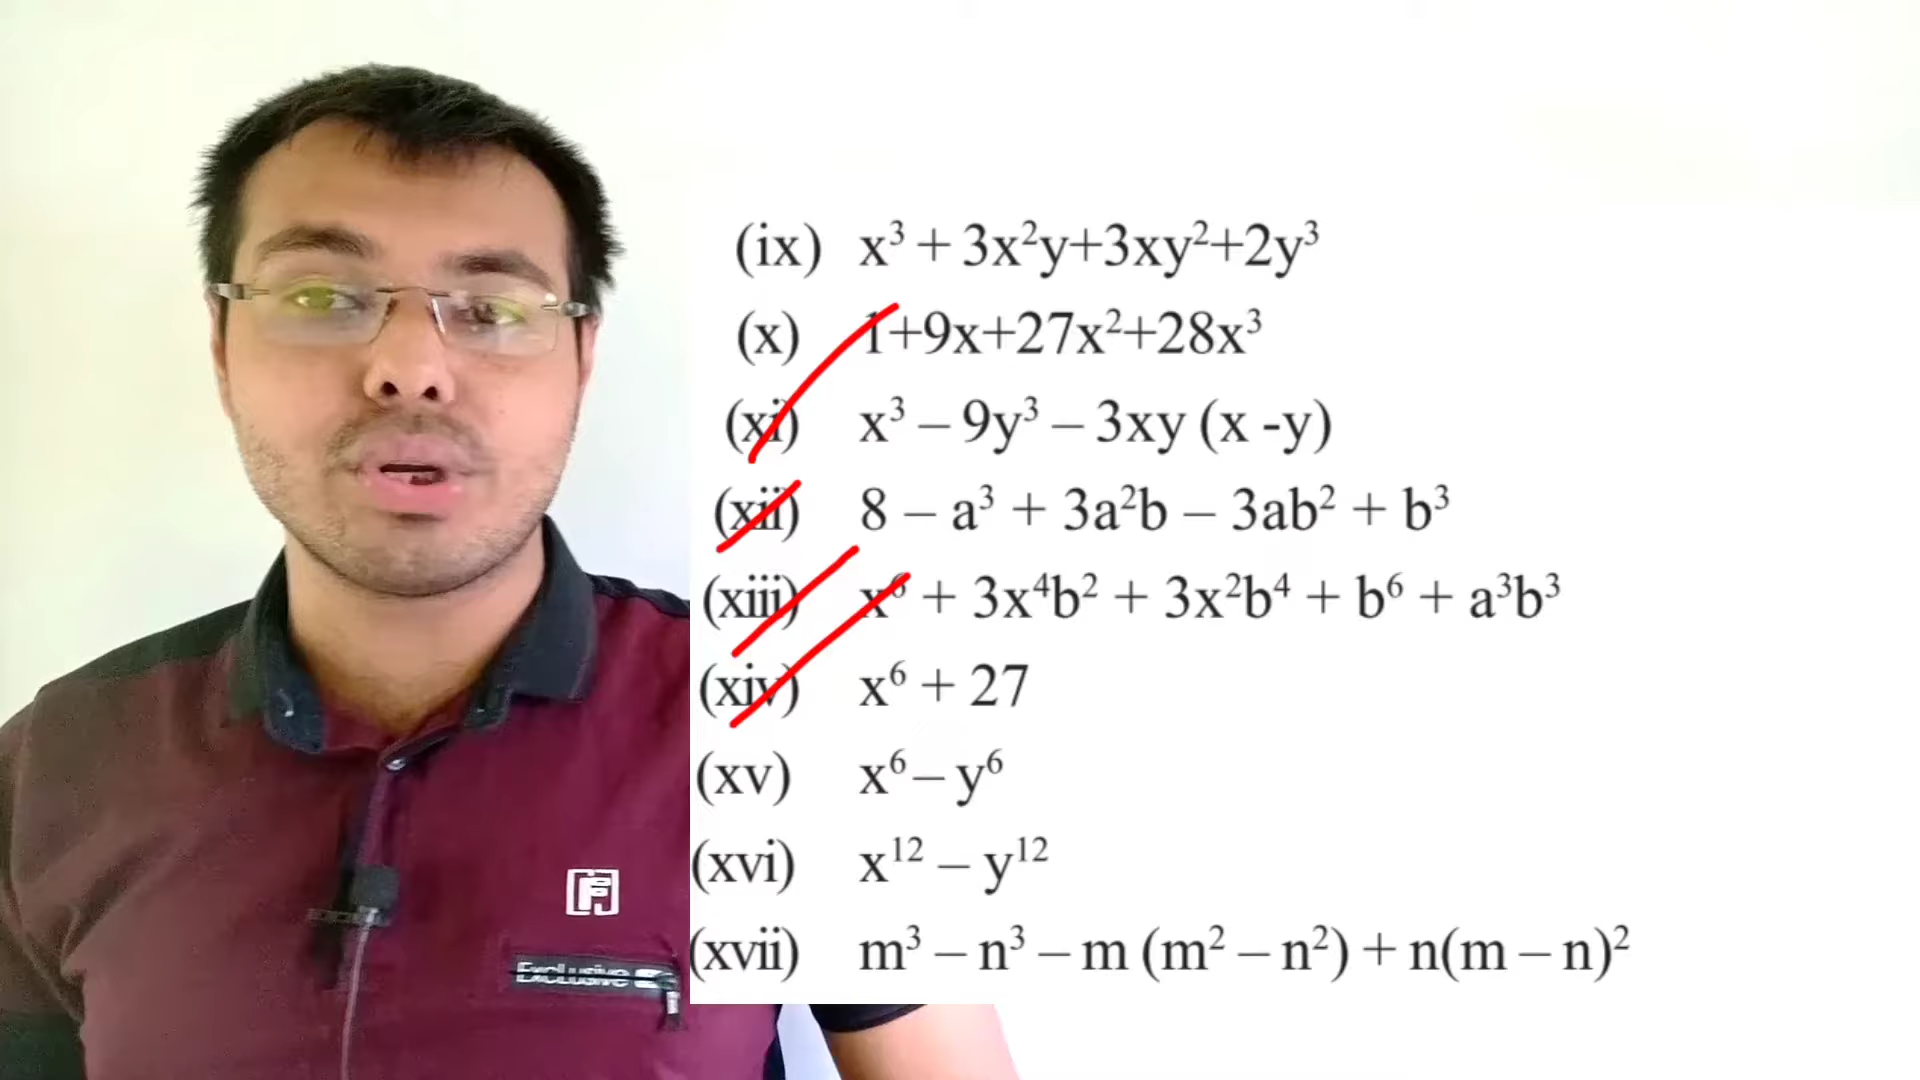 (ix) x³ + 3x²y+3xy²+2y³
(x) 1+9x+27x²+28x³
(xi) x³ – 9y³ – 3xy (x -y)
(xii) 8 – a³ + 3a²b – 3ab² + b³
(xiii) x⁶ + 3x⁴b² + 3x²b⁴ + b⁶ + a³b³
(xiv) x⁶ + 27
(xv) x⁶ – y⁶
(xvi) x¹² – y¹²
(xvii) m³ – n³ – m (m² – n²) + n(m – n)²
Exclusive